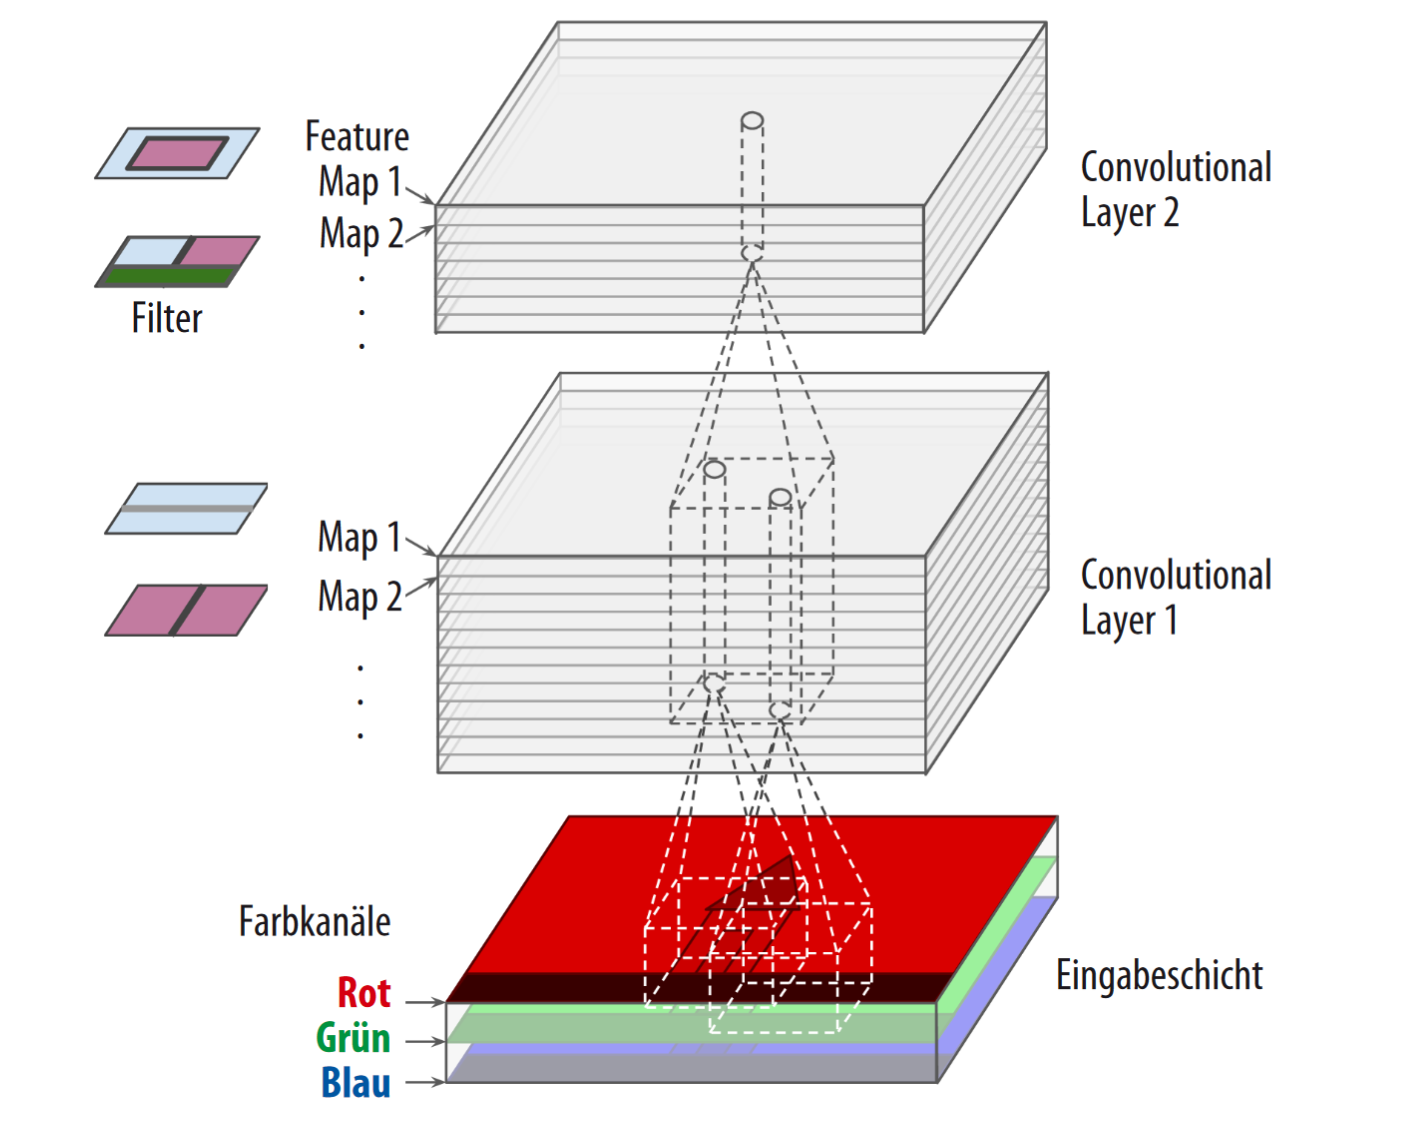 Feature
Map 1
Map 2
Filter
Convolutional
Layer 2
Map 1
Map 2
Convolutional
Layer 1
Farbkanäle
Rot
Grün
Blau
Eingabeschicht